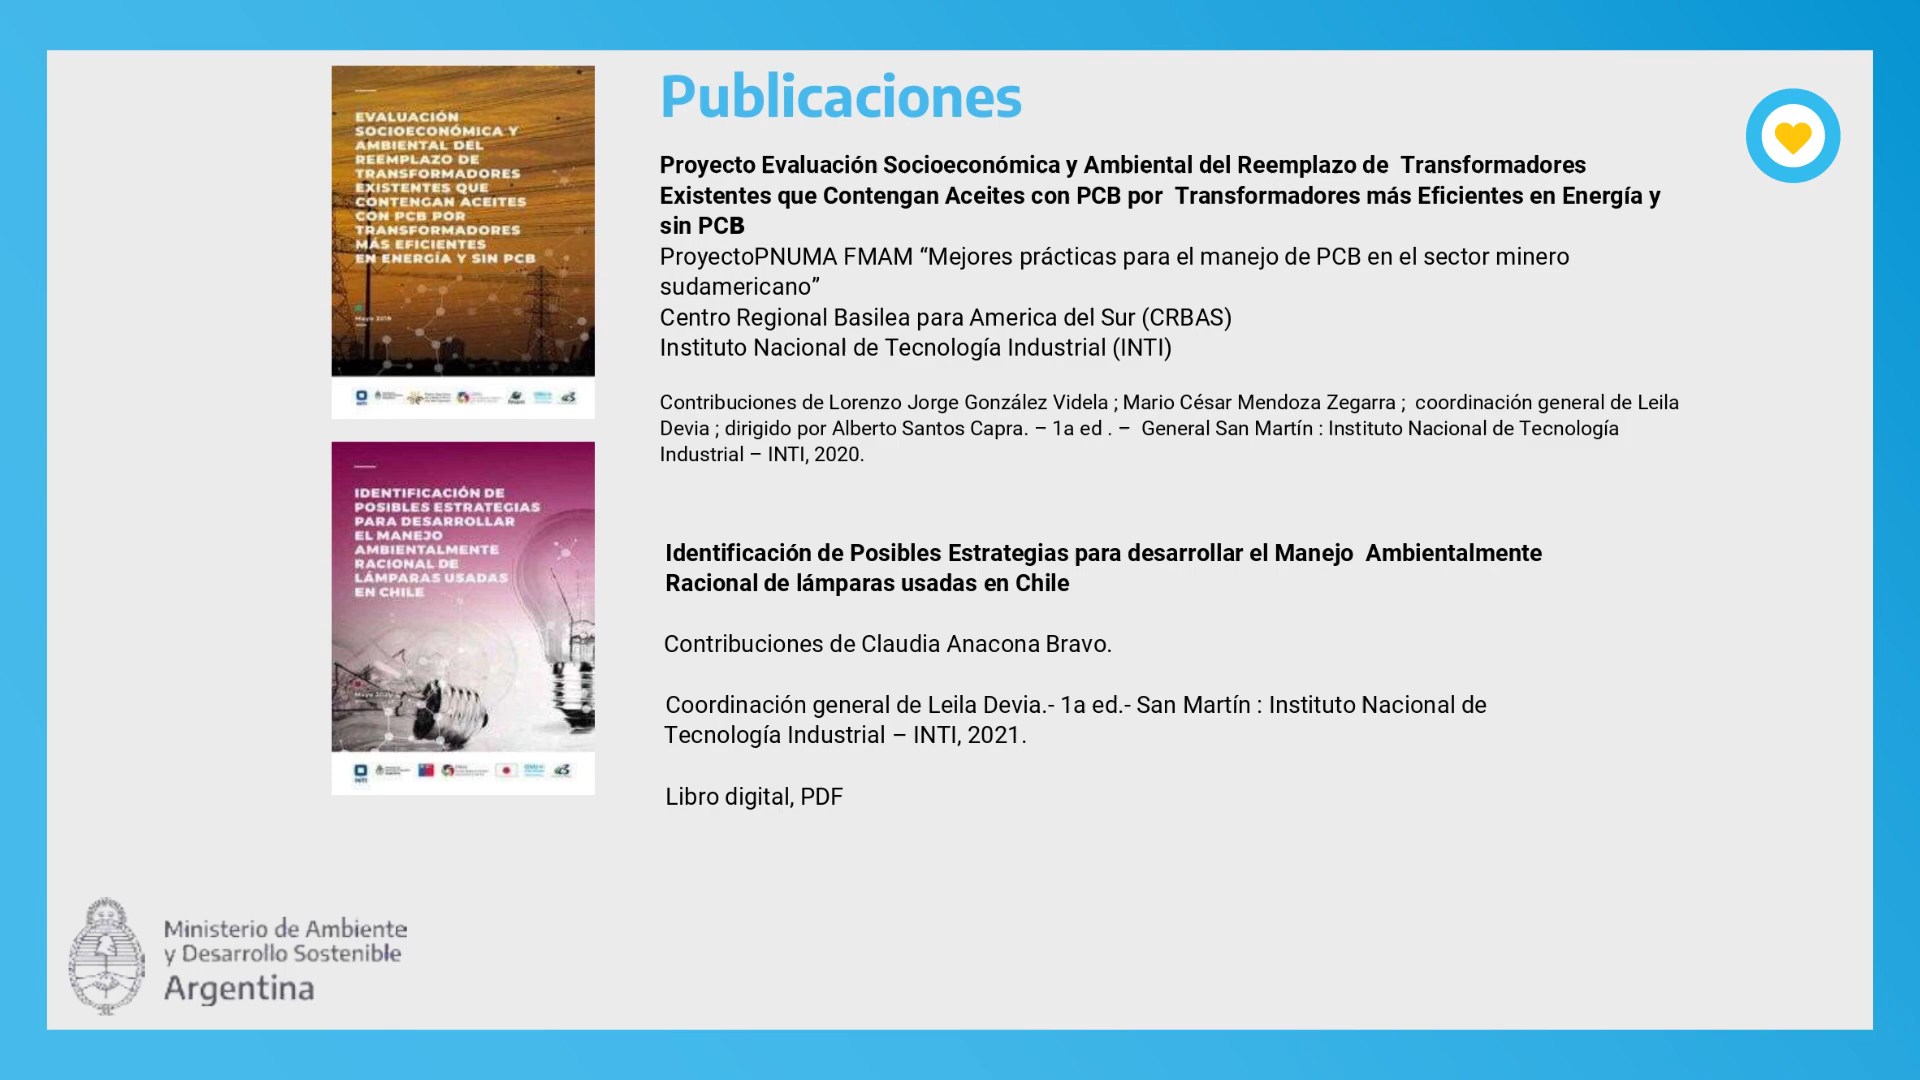 Publicaciones
Proyecto Evaluación Socioeconómica y Ambiental del Reemplazo de Transformadores
Existentes que Contengan Aceites con PCB por Transformadores más Eficientes en Energía y
sin PCB
ProyectoPNUMA FMAM “Mejores prácticas para el manejo de PCB en el sector minero
sudamericano”
Centro Regional Basilea para America del Sur (CRBAS)
Instituto Nacional de Tecnología Industrial (INTI)
Contribuciones de Lorenzo Jorge González Videla ; Mario César Mendoza Zegarra ; coordinación general de Leila
Devia ; dirigido por Alberto Santos Capra. – 1a ed . – General San Martín : Instituto Nacional de Tecnología
Industrial – INTI, 2020.
EVALUACIÓN
SOCIOECONÓMICA Y
AMBIENTAL DEL
REEMPLAZO DE
TRANSFORMADORES
EXISTENTES QUE
CONTENGAN ACEITES
CON PCB POR
TRANSFORMADORES
MÁS EFICIENTES
EN ENERGÍA Y SIN PCB
Mayo 2019
INTI
Identificación de Posibles Estrategias para desarrollar el Manejo Ambientalmente
Racional de lámparas usadas en Chile
Contribuciones de Claudia Anacona Bravo.
Coordinación general de Leila Devia.- 1a ed.- San Martín : Instituto Nacional de
Tecnología Industrial – INTI, 2021.
Libro digital, PDF
IDENTIFICACIÓN DE
POSIBLES ESTRATEGIAS
PARA DESARROLLAR
EL MANEJO
AMBIENTALMENTE
RACIONAL DE
LÁMPARAS USADAS
EN CHILE
INTI
Ministerio de Ambiente
y Desarrollo Sostenible
Argentina